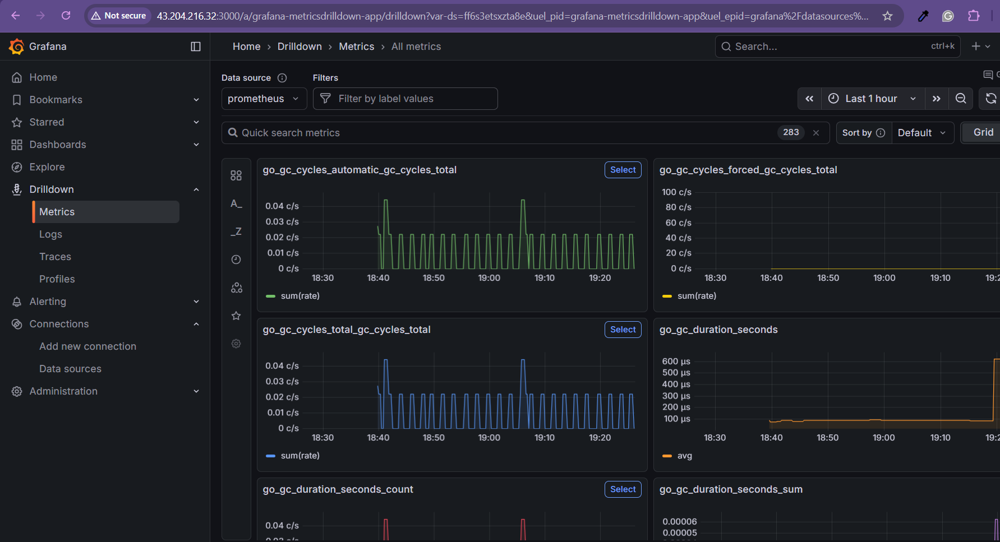 Not secure 43.204.216.32:3000/a/grafana-metricsdrilldown-app/drilldown?var-ds=ff6s3etsxzta8e&uel_pid=grafana-metricsdrilldown-app&uel_epid=grafana%2Fdatasources%...
Grafana
Home
Bookmarks
Starred
Dashboards
Explore
Drilldown
Metrics
Logs
Traces
Profiles
Alerting
Connections
Add new connection
Data sources
Administration
Home › Drilldown › Metrics › All metrics
Search... ctrl+k
Data source Filters
prometheus Filter by label values
Last 1 hour
Quick search metrics 283
Sort by Default Grid
A_
_Z
go_gc_cycles_automatic_gc_cycles_total Select
0.04 c/s
0.03 c/s
0.02 c/s
0.01 c/s
0 c/s
18:30 18:40 18:50 19:00 19:10 19:20
sum(rate)
go_gc_cycles_forced_gc_cycles_total
100 c/s
80 c/s
60 c/s
40 c/s
20 c/s
0 c/s
18:30 18:40 18:50 19:00 19:10 19:2
sum(rate)
go_gc_cycles_total_gc_cycles_total Select
0.04 c/s
0.03 c/s
0.02 c/s
0.01 c/s
0 c/s
18:30 18:40 18:50 19:00 19:10 19:20
sum(rate)
go_gc_duration_seconds
600 µs
500 µs
400 µs
300 µs
200 µs
100 µs
18:30 18:40 18:50 19:00 19:10 19:2
avg
go_gc_duration_seconds_count Select
0.04 c/s
go_gc_duration_seconds_sum
0.00006
0.00005